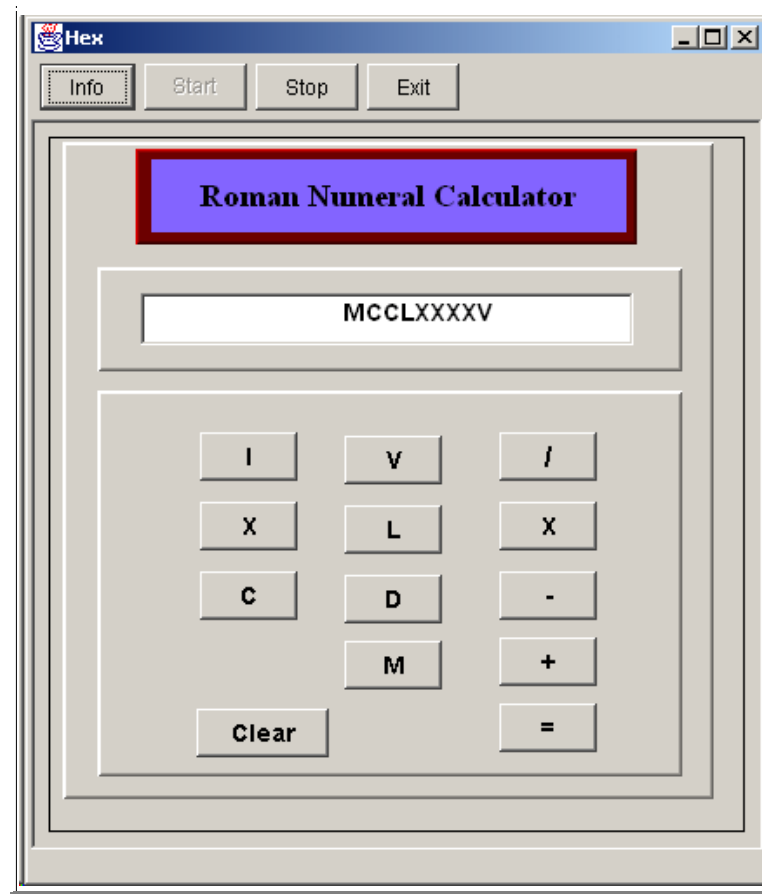 Hex
Info Start Stop Exit
Roman Numeral Calculator
MCCLXXXXV
I V /
X L X
C D -
M +
Clear =